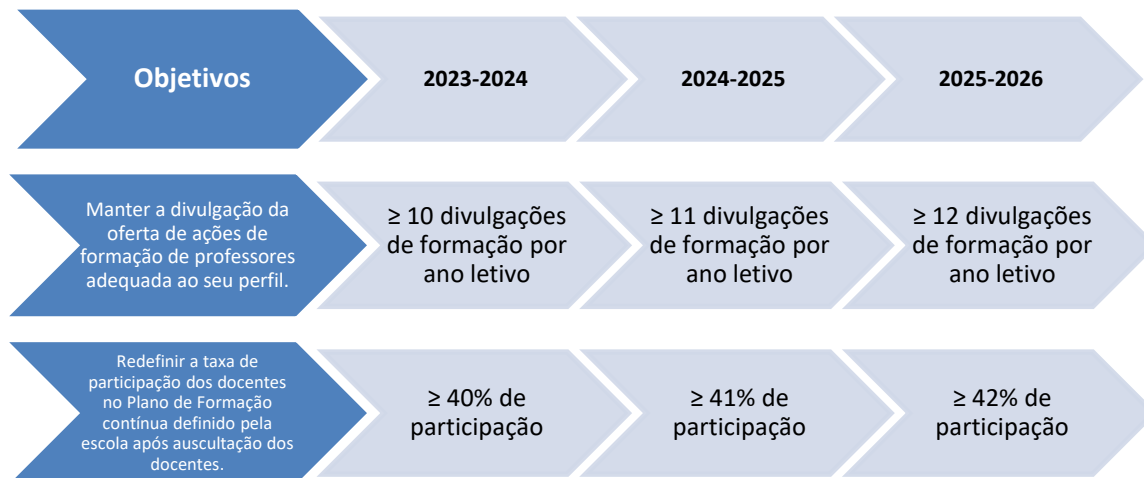 Objetivos
2023-2024
2024-2025
2025-2026
Manter a divulgação da
oferta de ações de
formação de professores
adequada ao seu perfil.
≥ 10 divulgações
de formação por
ano letivo
≥ 11 divulgações
de formação por
ano letivo
≥ 12 divulgações
de formação por
ano letivo
Redefinir a taxa de
participação dos docentes
no Plano de Formação
contínua definido pela
escola após auscultação dos
docentes.
≥ 40% de
participação
≥ 41% de
participação
≥ 42% de
participação